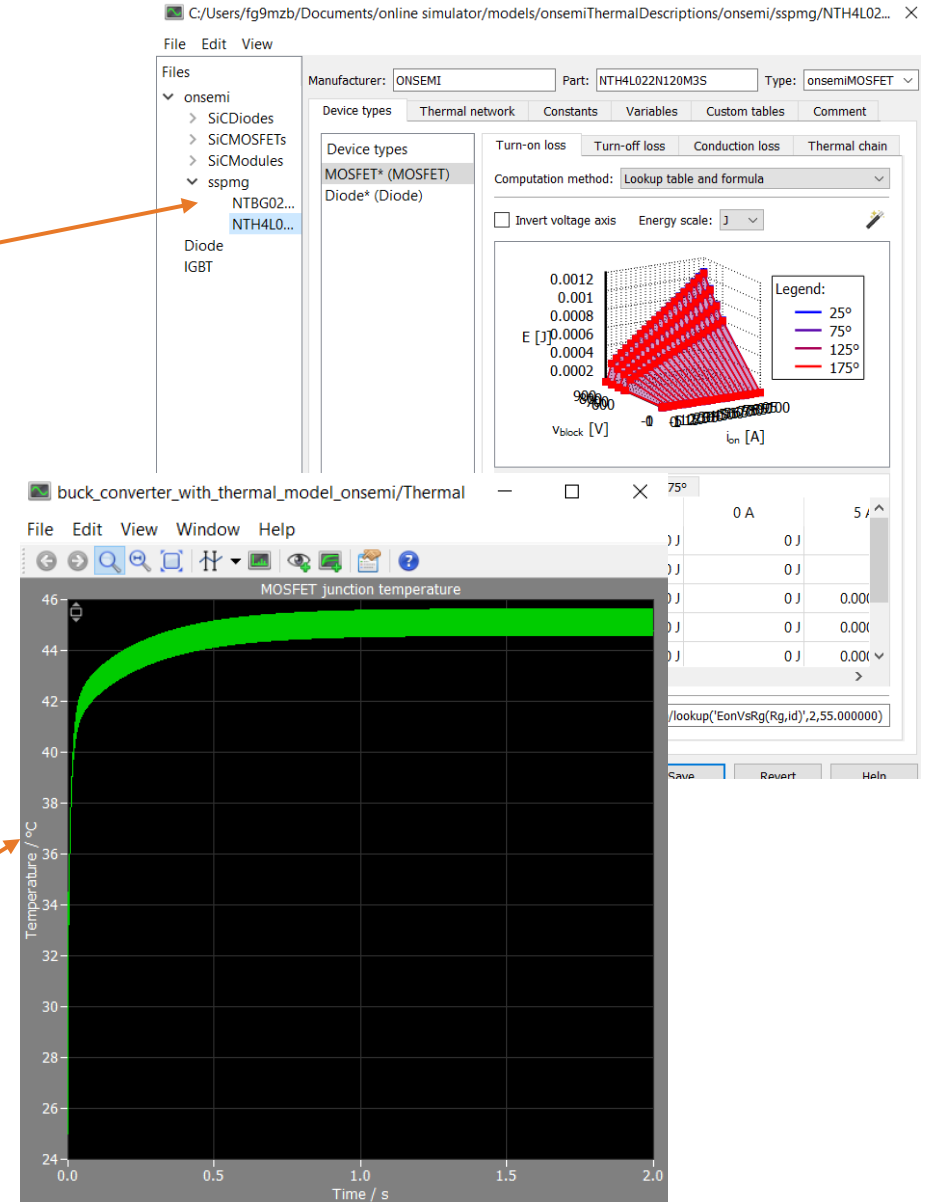 C:/Users/fg9mzb/Documents/online simulator/models/onsemiThermalDescriptions/onsemi/sspmg/NTH4L02...
File Edit View
Files
onsemi
SiCDiodes
SiCMOSFETs
SiCModules
sspmg
NTBG02...
NTH4L0...
Diode
IGBT
Manufacturer: ONSEMI Part: NTH4L022N120M3S Type: onsemiMOSFET
Device types Thermal network Constants Variables Custom tables Comment
Device types
MOSFET* (MOSFET)
Diode* (Diode)
Turn-on loss Turn-off loss Conduction loss Thermal chain
Computation method: Lookup table and formula
Invert voltage axis Energy scale: J
0.0012
0.001
0.0008
E [J] 0.0006
0.0004
0.0002
Vblock [V]
ion [A]
Legend:
25°
75°
125°
175°
75°
0 A 5 A
0 J 0 J
0 J 0 J
0 J 0 J 0.000
0 J 0 J 0.000
0 J 0 J 0.000
/lookup('EonVsRg(Rg,id)',2,55.000000)
Save Revert Help
buck_converter_with_thermal_model_onsemi/Thermal
File Edit View Window Help
MOSFET junction temperature
46
44
42
40
38
36
34
32
30
28
26
24
Temperature / °C
0.0 0.5 1.0 1.5 2.0
Time / s